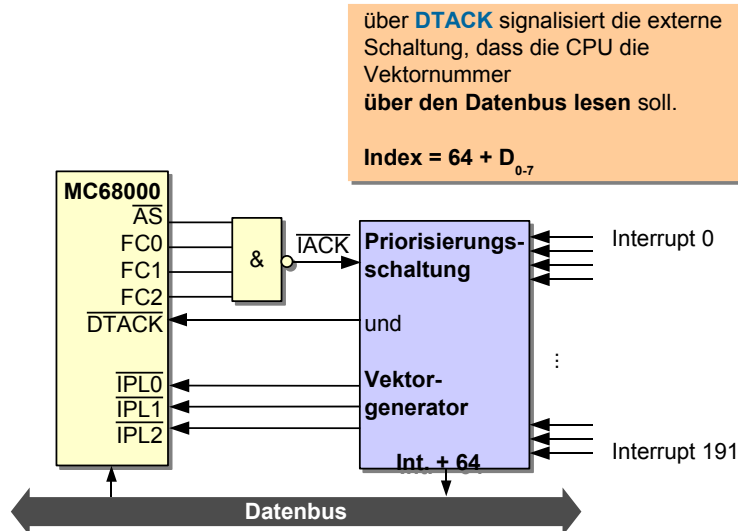 über DTACK signalisiert die externe
Schaltung, dass die CPU die
Vektornummer
über den Datenbus lesen soll.
Index = 64 + D0-7
MC68000
AS
FC0
FC1
FC2
DTACK
IPL0
IPL1
IPL2
&
IACK
Priorisierungs-
schaltung
und
Vektor-
generator
Int. + 64
Interrupt 0
...
Interrupt 191
Datenbus